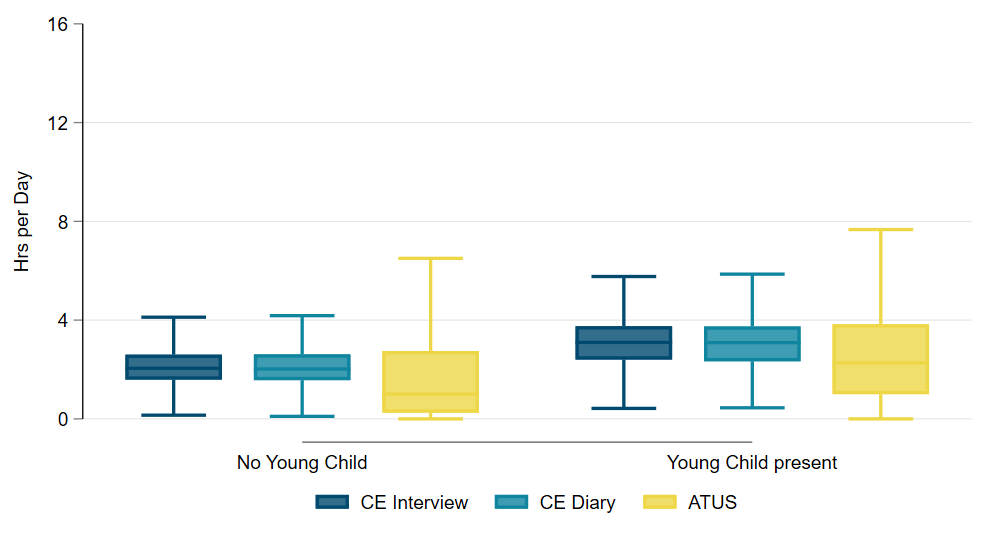 16
12
8
4
0
Hrs per Day
No Young Child
Young Child present
CE Interview
CE Diary
ATUS